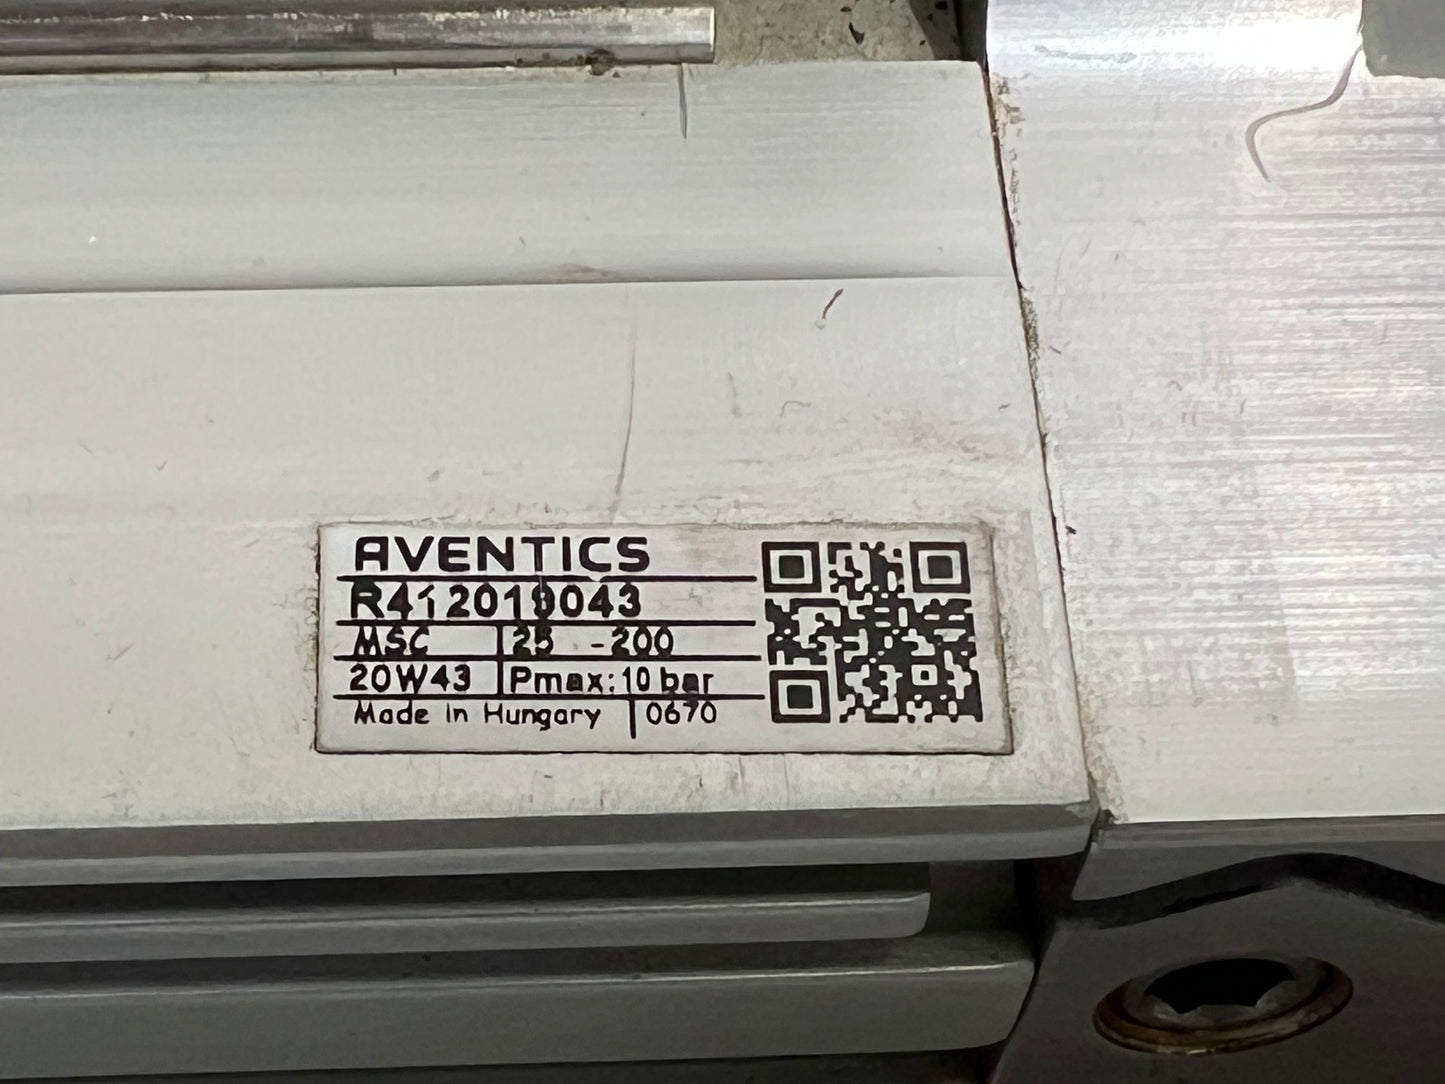 AVENTICS
R412019043
MSC 25 -200
20W43 Pmax: 10 bar
Made in Hungary 0670